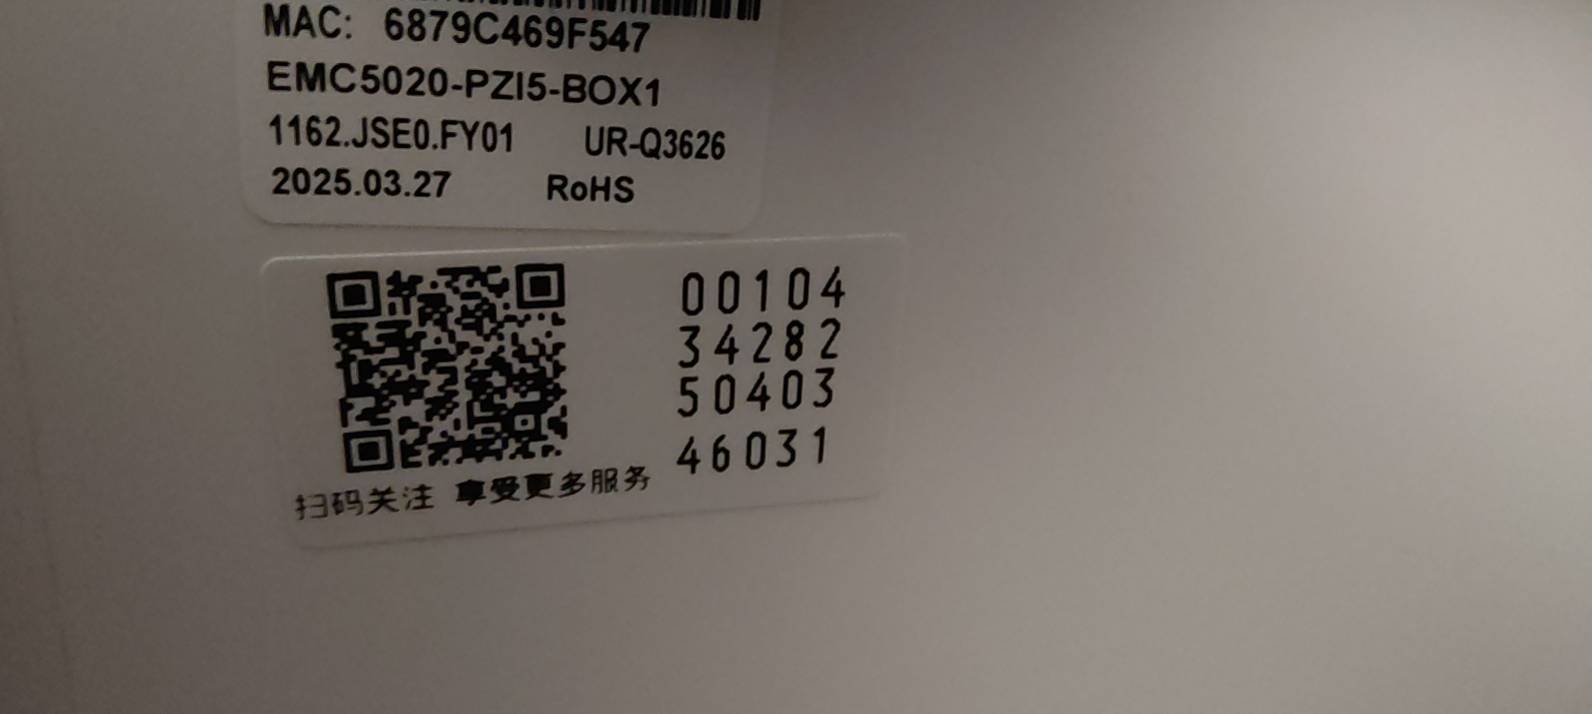 MAC: 6879C469F547
EMC5020-PZI5-BOX1
1162.JSE0.FY01 UR-Q3626
2025.03.27 RoHS
00104
34282
50403
46031
扫码关注 享受更多服务